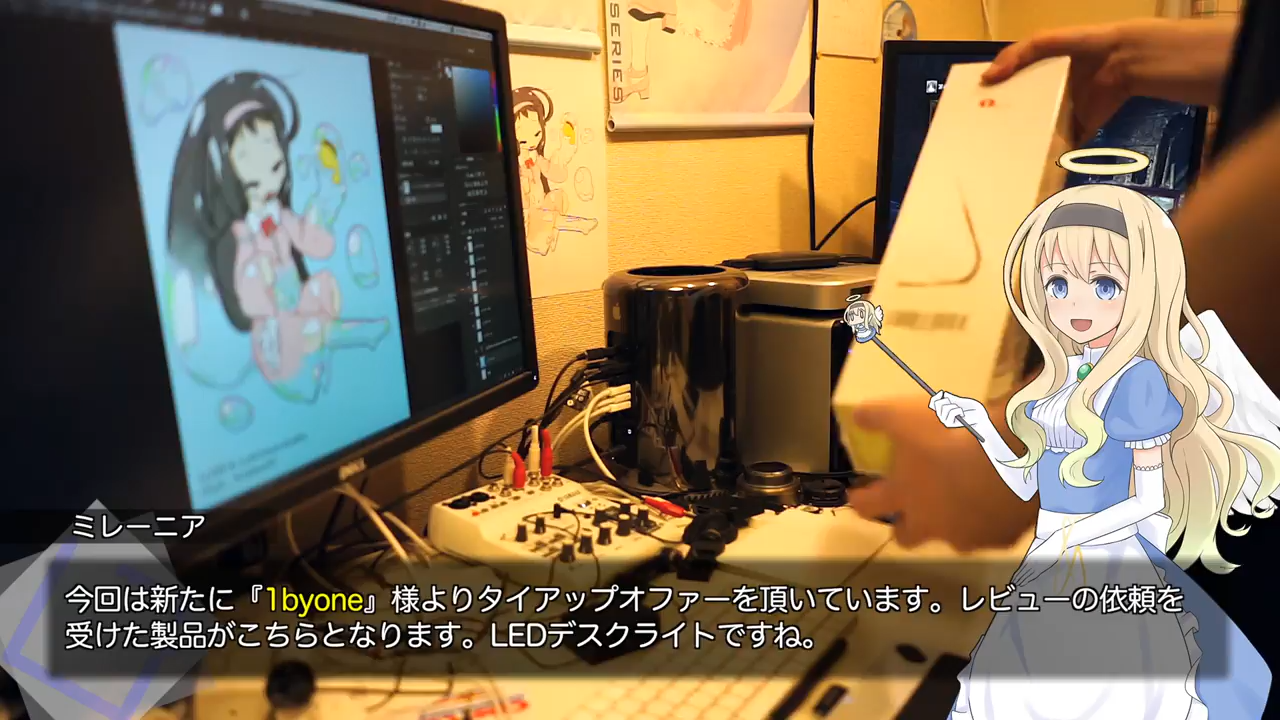 SERIES
DELL
ミレーニア
今回は新たに『1byone』様よりタイアップオファーを頂いています。レビューの依頼を
受けた製品がこちらとなります。LEDデスクライトですね。